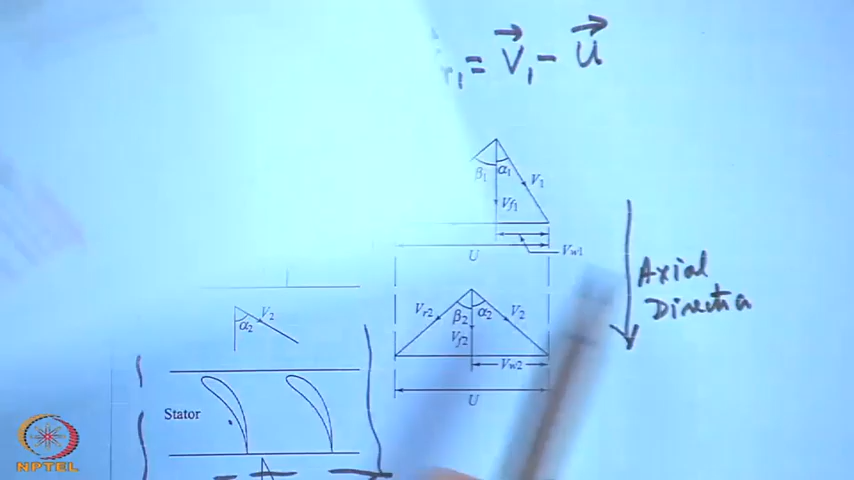 r₁ = V₁ - U
β₁ α₁ V₁
Vf1
U Vw1
Axial
Direction
V₂
α₂
Vr2 β₂ α₂ V₂
Vf2
Vw2
U
Stator
NPTEL